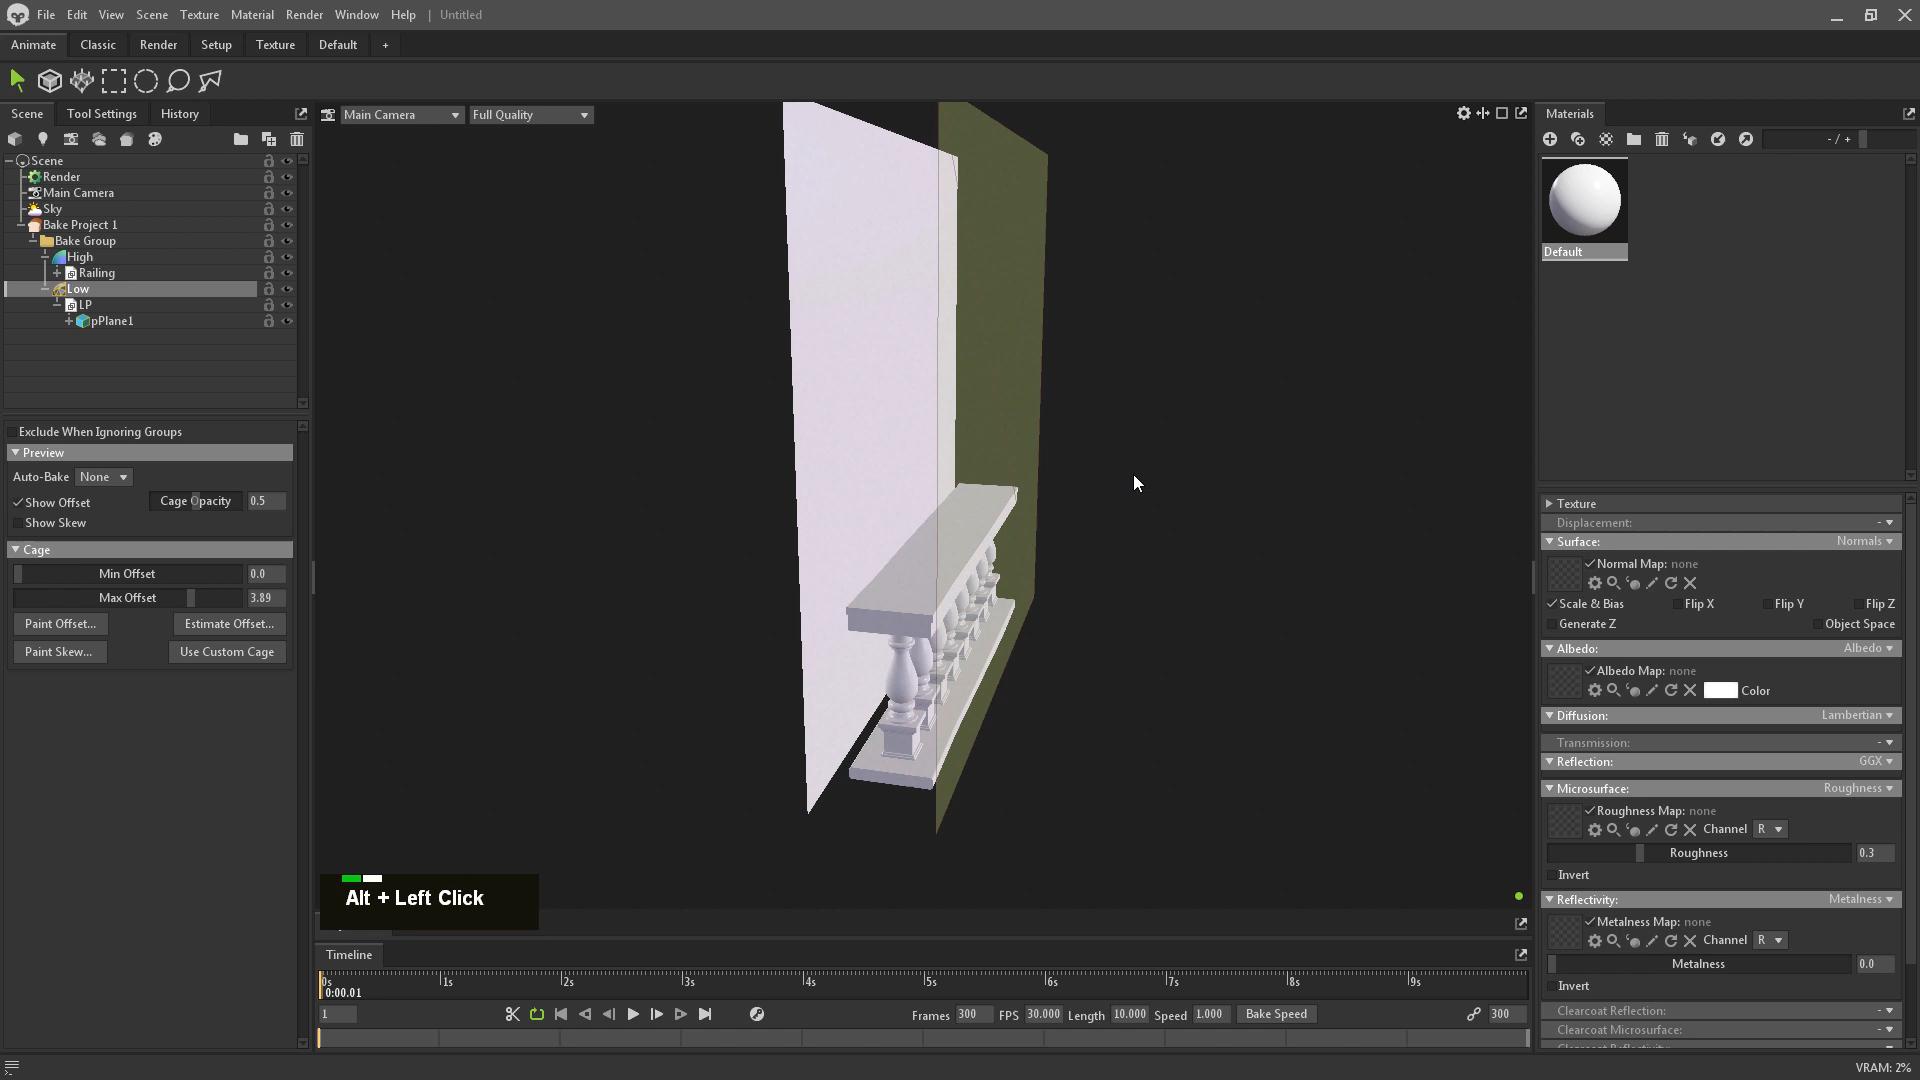 File Edit View Scene Texture Material Render Window Help | Untitled
Animate Classic Render Setup Texture Default +
Scene Tool Settings History
Main Camera Full Quality
Materials
- / +
Scene
Render
Main Camera
Sky
Bake Project 1
Bake Group
High
Railing
Low
LP
pPlane1
Default
Exclude When Ignoring Groups
Preview
Auto-Bake None
Show Offset Cage Opacity 0.5
Show Skew
Cage
Min Offset 0.0
Max Offset 3.89
Paint Offset... Estimate Offset...
Paint Skew... Use Custom Cage
Texture
Displacement: -
Surface: Normals
Normal Map: none
Scale & Bias Flip X Flip Y Flip Z
Generate Z Object Space
Albedo: Albedo
Albedo Map: none
Color
Diffusion: Lambertian
Transmission: -
Reflection: GGX
Microsurface: Roughness
Roughness Map: none
Channel R
Roughness 0.3
Invert
Reflectivity: Metalness
Metalness Map: none
Channel R
Metalness 0.0
Invert
Clearcoat Reflection: -
Clearcoat Microsurface: -
Clearcoat Reflectivity: -
Alt + Left Click
Timeline
0s 1s 2s 3s 4s 5s 6s 7s 8s 9s
0:00.01
1 Frames 300 FPS 30.000 Length 10.000 Speed 1.000 Bake Speed 300
VRAM: 2%